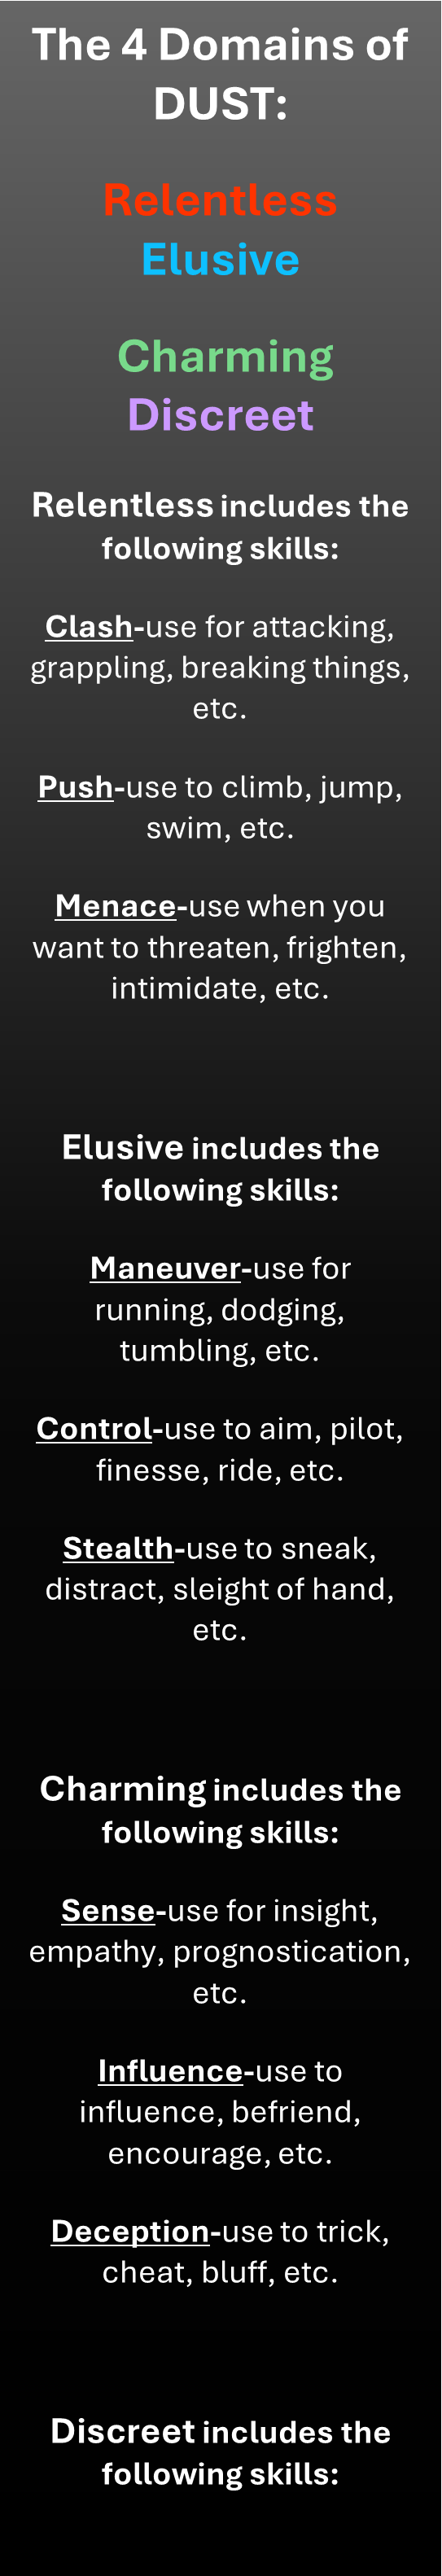 The 4 Domains of
DUST:
Relentless
Elusive
Charming
Discreet
Relentless includes the
following skills:
Clash-use for attacking,
grappling, breaking things,
etc.
Push-use to climb, jump,
swim, etc.
Menace-use when you
want to threaten, frighten,
intimidate, etc.
Elusive includes the
following skills:
Maneuver-use for
running, dodging,
tumbling, etc.
Control-use to aim, pilot,
finesse, ride, etc.
Stealth-use to sneak,
distract, sleight of hand,
etc.
Charming includes the
following skills:
Sense-use for insight,
empathy, prognostication,
etc.
Influence-use to
influence, befriend,
encourage, etc.
Deception-use to trick,
cheat, bluff, etc.
Discreet includes the
following skills: